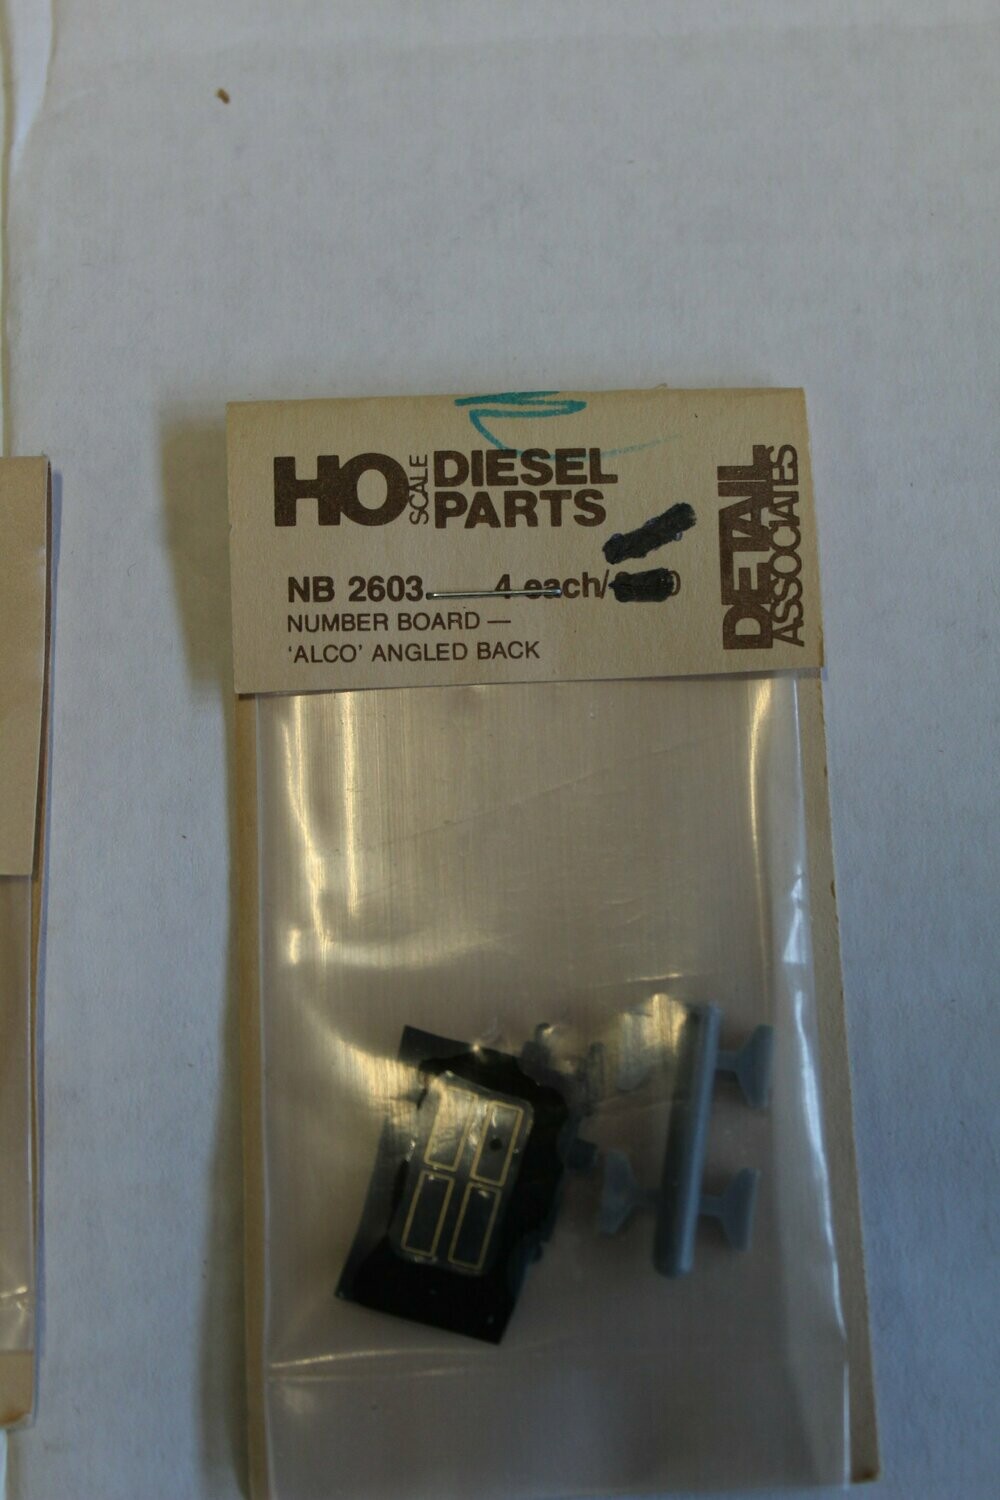 HO SCALE DIESEL PARTS
NB 2603 4 each/
NUMBER BOARD —
‘ALCO’ ANGLED BACK
DETAIL ASSOCIATES